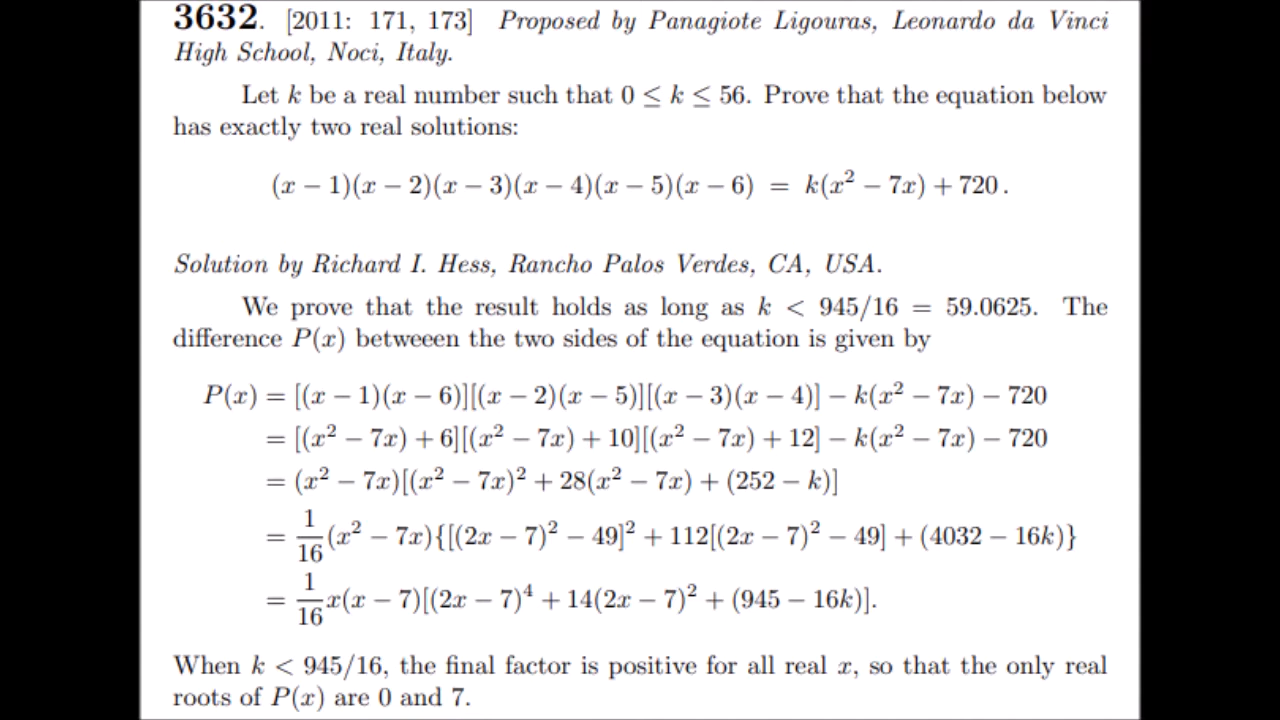 3632. [2011: 171, 173] Proposed by Panagiote Ligouras, Leonardo da Vinci
High School, Noci, Italy.
Let k be a real number such that 0 ≤ k ≤ 56. Prove that the equation below
has exactly two real solutions:
(x − 1)(x − 2)(x − 3)(x − 4)(x − 5)(x − 6) = k(x² − 7x) + 720 .
Solution by Richard I. Hess, Rancho Palos Verdes, CA, USA.
We prove that the result holds as long as k < 945/16 = 59.0625. The
difference P(x) betweeen the two sides of the equation is given by
P(x) = [(x − 1)(x − 6)][(x − 2)(x − 5)][(x − 3)(x − 4)] − k(x² − 7x) − 720
= [(x² − 7x) + 6][(x² − 7x) + 10][(x² − 7x) + 12] − k(x² − 7x) − 720
= (x² − 7x)[(x² − 7x)² + 28(x² − 7x) + (252 − k)]
= 1/16 (x² − 7x){[(2x − 7)² − 49]² + 112[(2x − 7)² − 49] + (4032 − 16k)}
= 1/16 x(x − 7)[(2x − 7)⁴ + 14(2x − 7)² + (945 − 16k)].
When k < 945/16, the final factor is positive for all real x, so that the only real
roots of P(x) are 0 and 7.